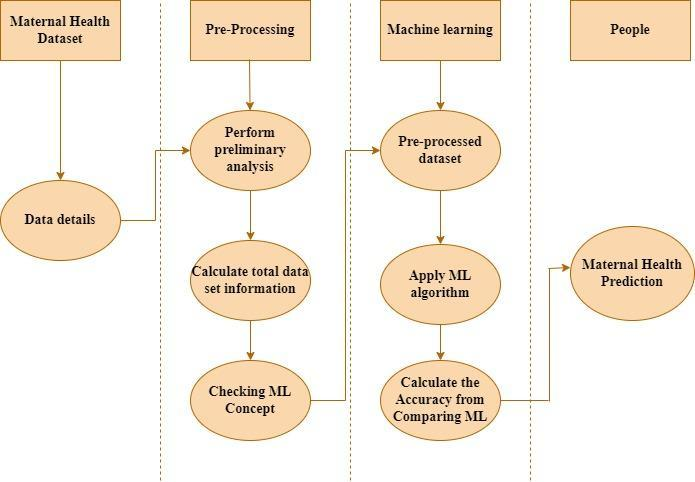 Maternal Health
Dataset
Pre-Processing
Machine learning
People
Perform
preliminary
analysis
Pre-processed
dataset
Data details
Calculate total data
set information
Apply ML
algorithm
Maternal Health
Prediction
Checking ML
Concept
Calculate the
Accuracy from
Comparing ML